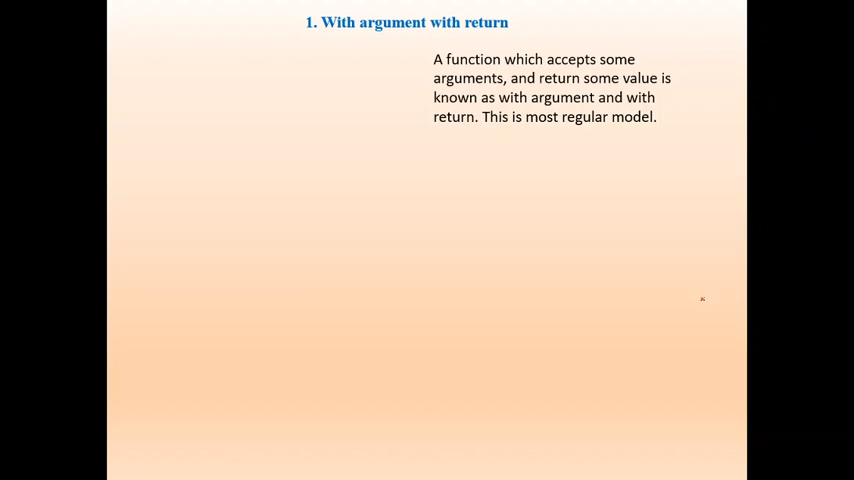 1. With argument with return
A function which accepts some
arguments, and return some value is
known as with argument and with
return. This is most regular model.